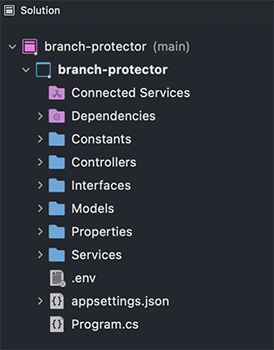 Solution
branch-protector (main)
branch-protector
Connected Services
Dependencies
Constants
Controllers
Interfaces
Models
Properties
Services
.env
appsettings.json
Program.cs